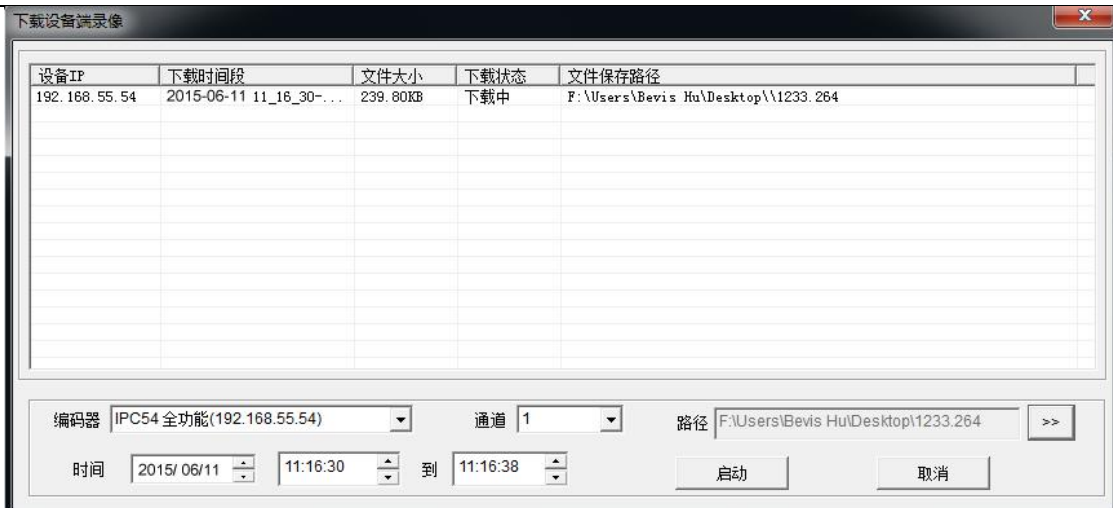 下载设备端录像
x
设备IP 下载时间段 文件大小 下载状态 文件保存路径
192.168.55.54 2015-06-11 11_16_30-... 239.80KB 下载中 F:\Users\Bevis Hu\Desktop\\1233.264
编码器 IPC54 全功能(192.168.55.54) 通道 1 路径 F:\Users\Bevis Hu\Desktop\1233.264 >>
时间 2015/ 06/11 11:16:30 到 11:16:38 启动 取消